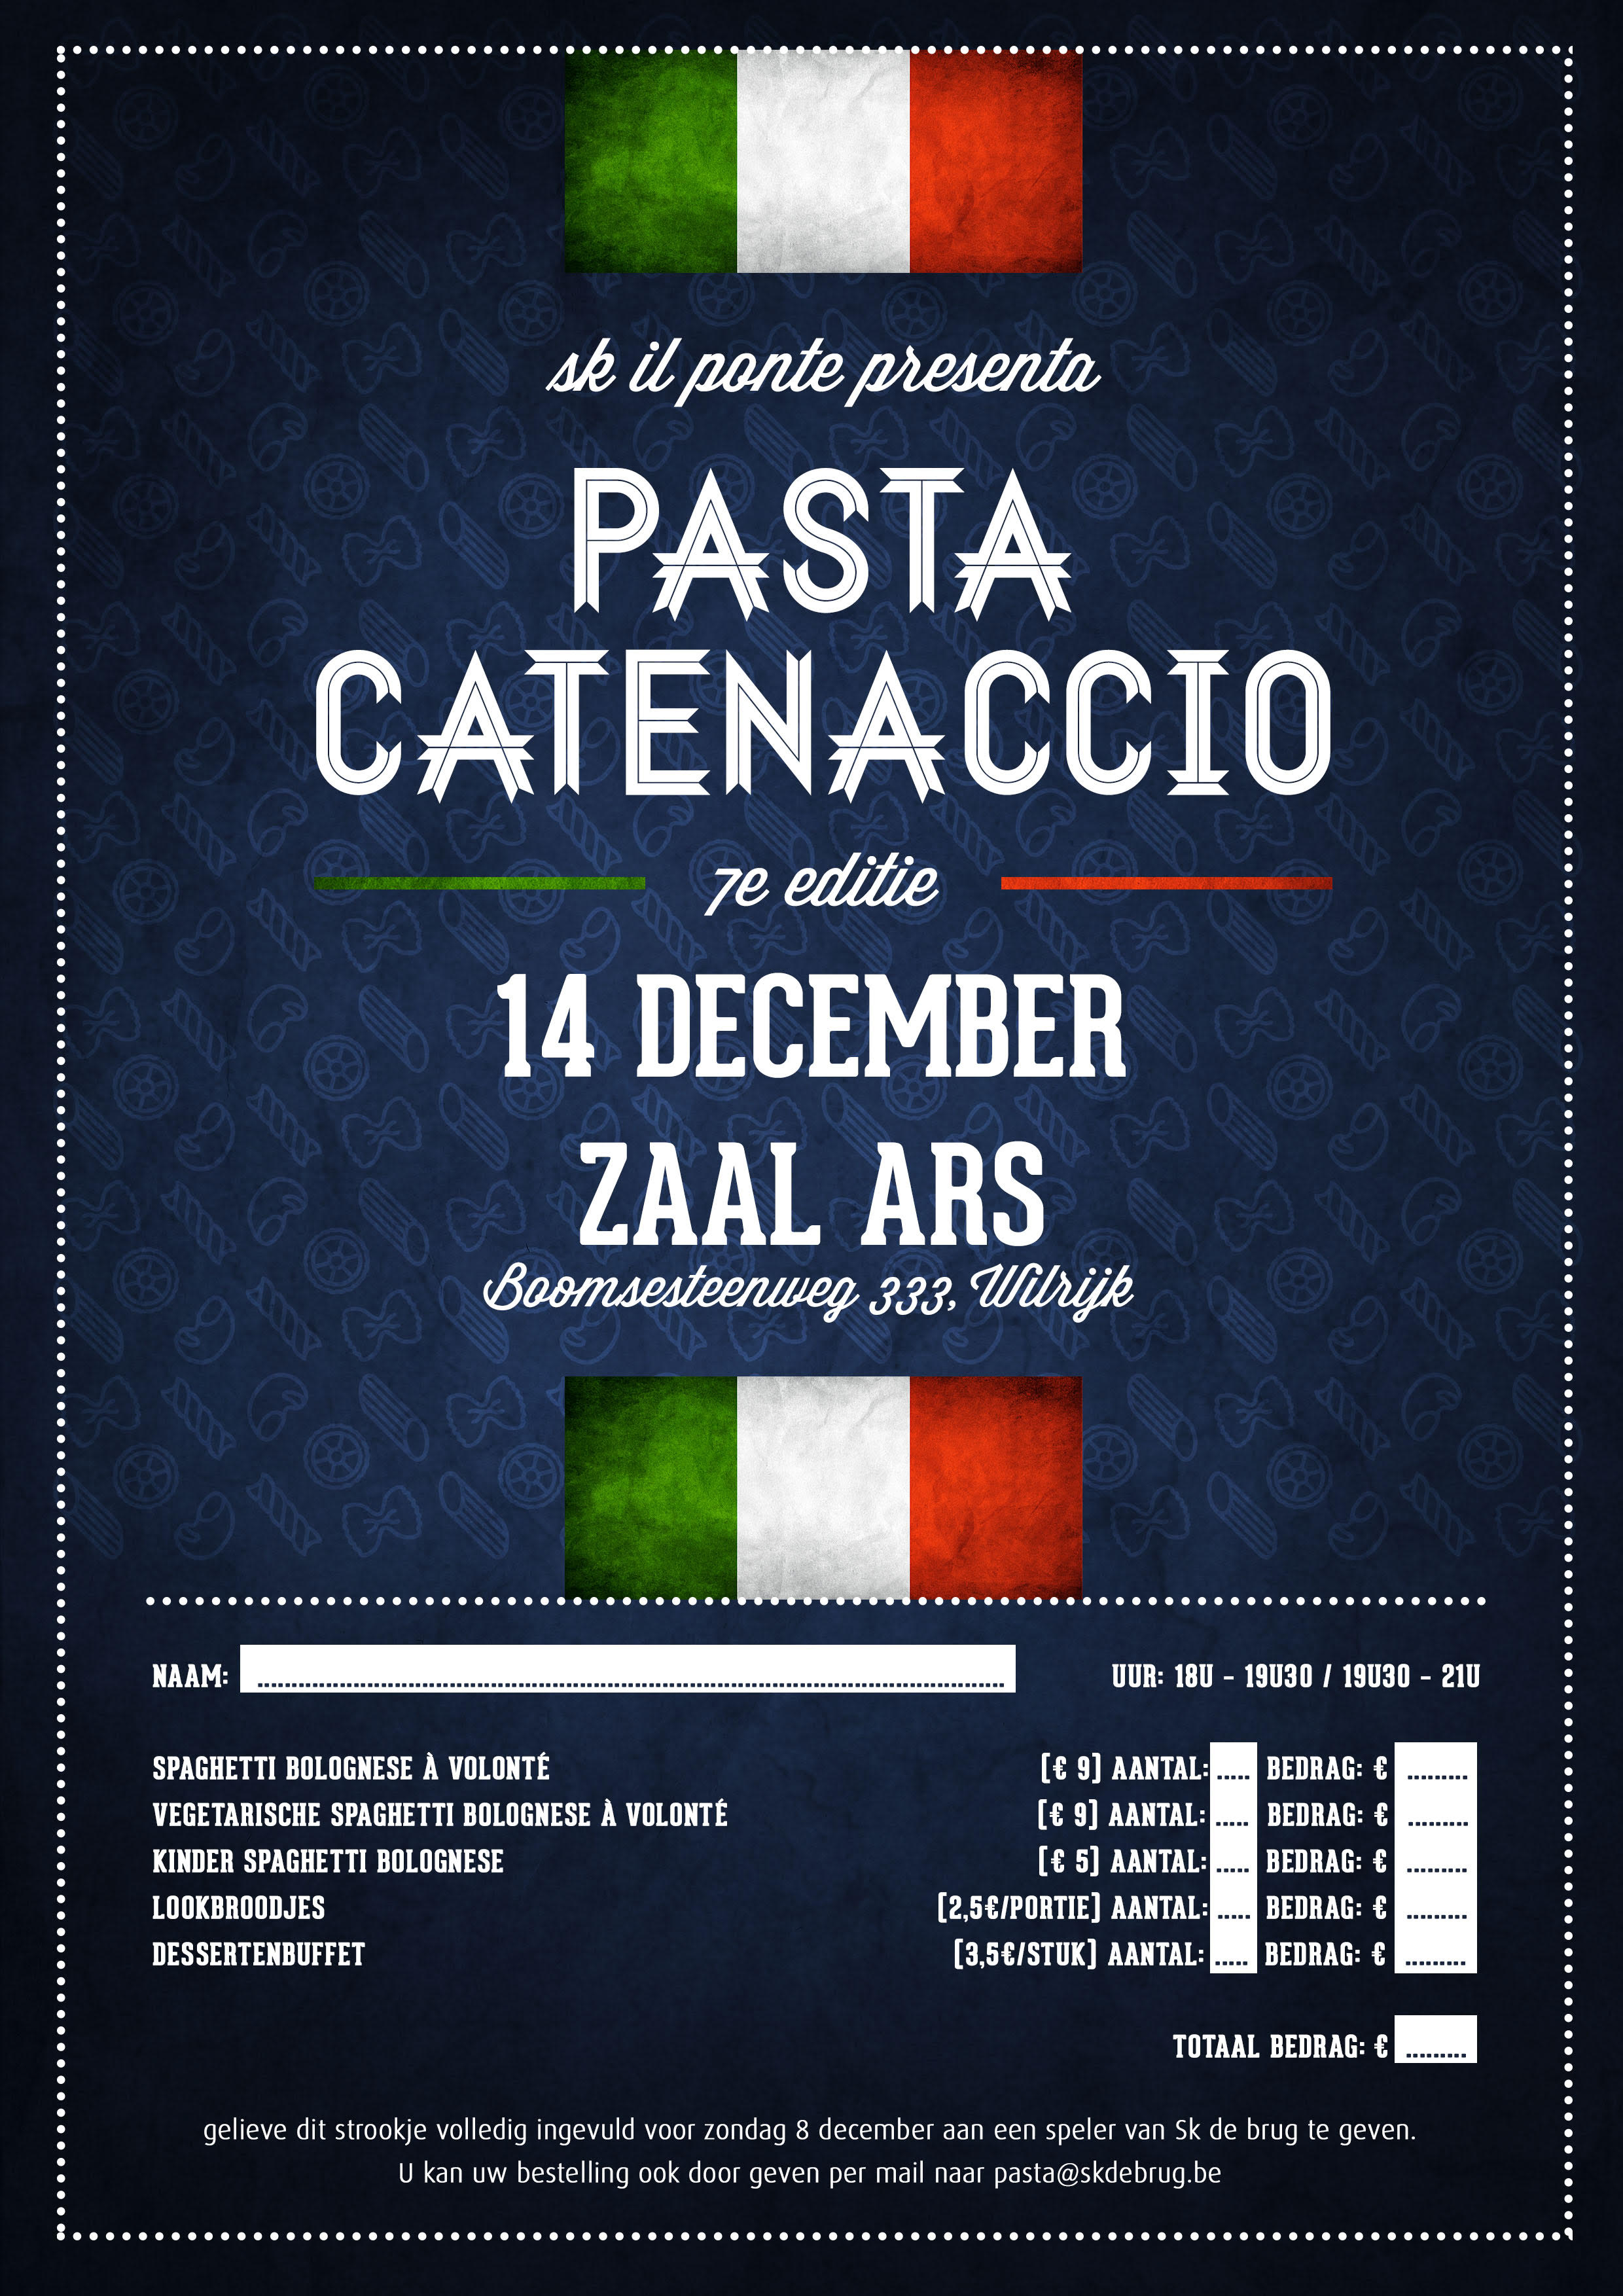 sk il ponte presenta
PASTA
CATENACCIO
7e editie
14 DECEMBER
ZAAL ARS
Boomsesteenweg 333, Wilrijk
NAAM: UUR: 18U - 19U30 / 19U30 - 21U
SPAGHETTI BOLOGNESE À VOLONTÉ [€ 9] AANTAL: ..... BEDRAG: € .........
VEGETARISCHE SPAGHETTI BOLOGNESE À VOLONTÉ [€ 9] AANTAL: ..... BEDRAG: € .........
KINDER SPAGHETTI BOLOGNESE [€ 5] AANTAL: ..... BEDRAG: € .........
LOOKBROODJES [2,5€/PORTIE] AANTAL: ..... BEDRAG: € .........
DESSERTENBUFFET [3,5€/STUK] AANTAL: ..... BEDRAG: € .........
TOTAAL BEDRAG: € .........
gelieve dit strookje volledig ingevuld voor zondag 8 december aan een speler van Sk de brug te geven.
U kan uw bestelling ook door geven per mail naar pasta@skdebrug.be